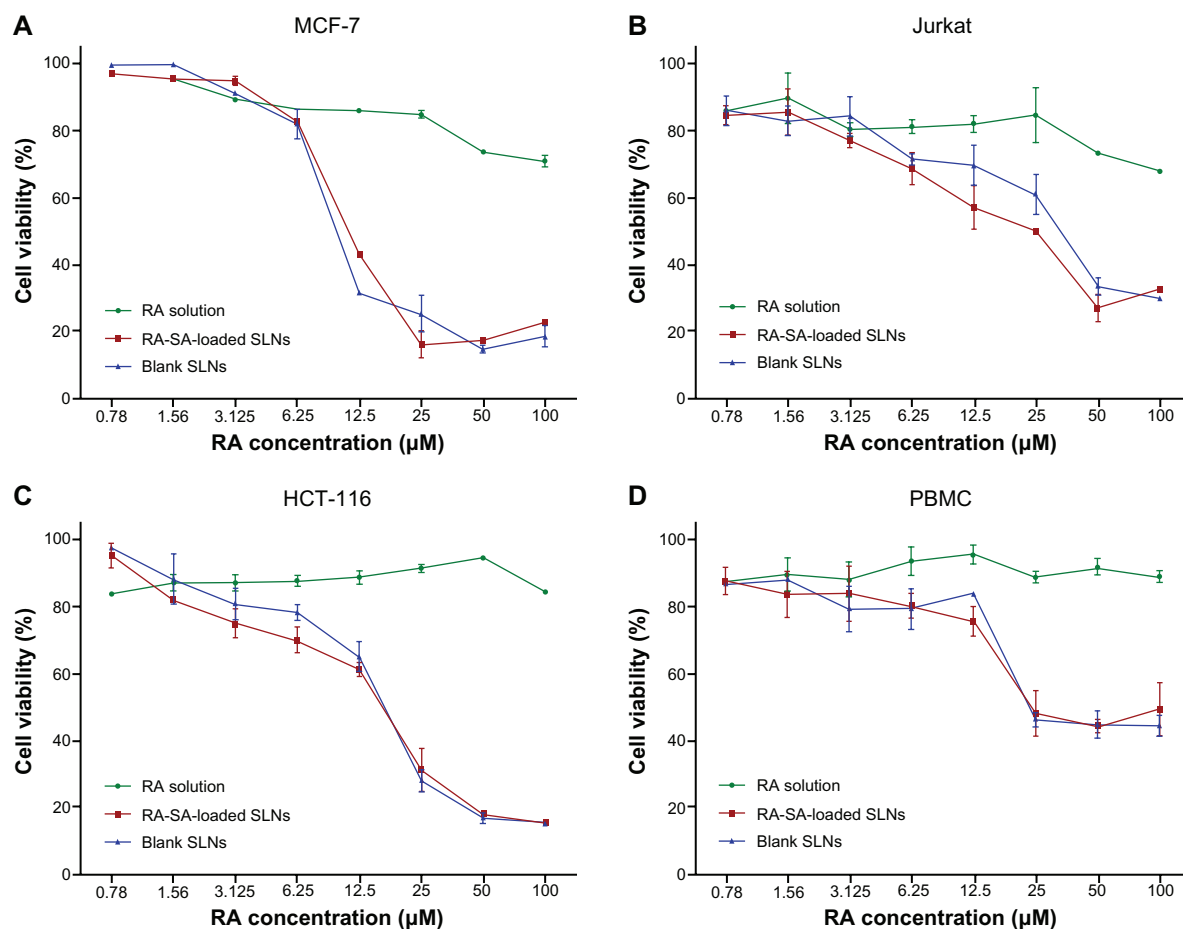 A
MCF-7
Cell viability (%)
100
80
60
40
20
0
RA solution
RA-SA-loaded SLNs
Blank SLNs
0.78 1.56 3.125 6.25 12.5 25 50 100
RA concentration (µM)
B
Jurkat
Cell viability (%)
100
80
60
40
20
0
RA solution
RA-SA-loaded SLNs
Blank SLNs
0.78 1.56 3.125 6.25 12.5 25 50 100
RA concentration (µM)
C
HCT-116
Cell viability (%)
100
80
60
40
20
0
RA solution
RA-SA-loaded SLNs
Blank SLNs
0.78 1.56 3.125 6.25 12.5 25 50 100
RA concentration (µM)
D
PBMC
Cell viability (%)
100
80
60
40
20
0
RA solution
RA-SA-loaded SLNs
Blank SLNs
0.78 1.56 3.125 6.25 12.5 25 50 100
RA concentration (µM)